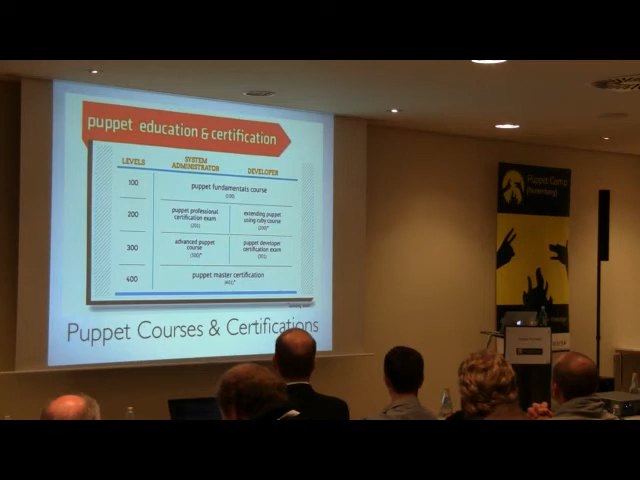 puppet education & certification
LEVELS
SYSTEM
ADMINISTRATOR
DEVELOPER
100
puppet fundamentals course
200
puppet professional
certification exam
extending puppet
using ruby course
300
advanced puppet
course
puppet developer
certification exam
400
puppet master certification
Puppet Courses & Certifications
Puppet Camp